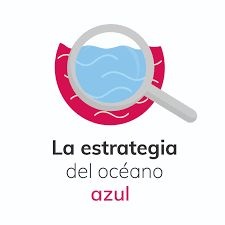 La estrategia
del océano
azul